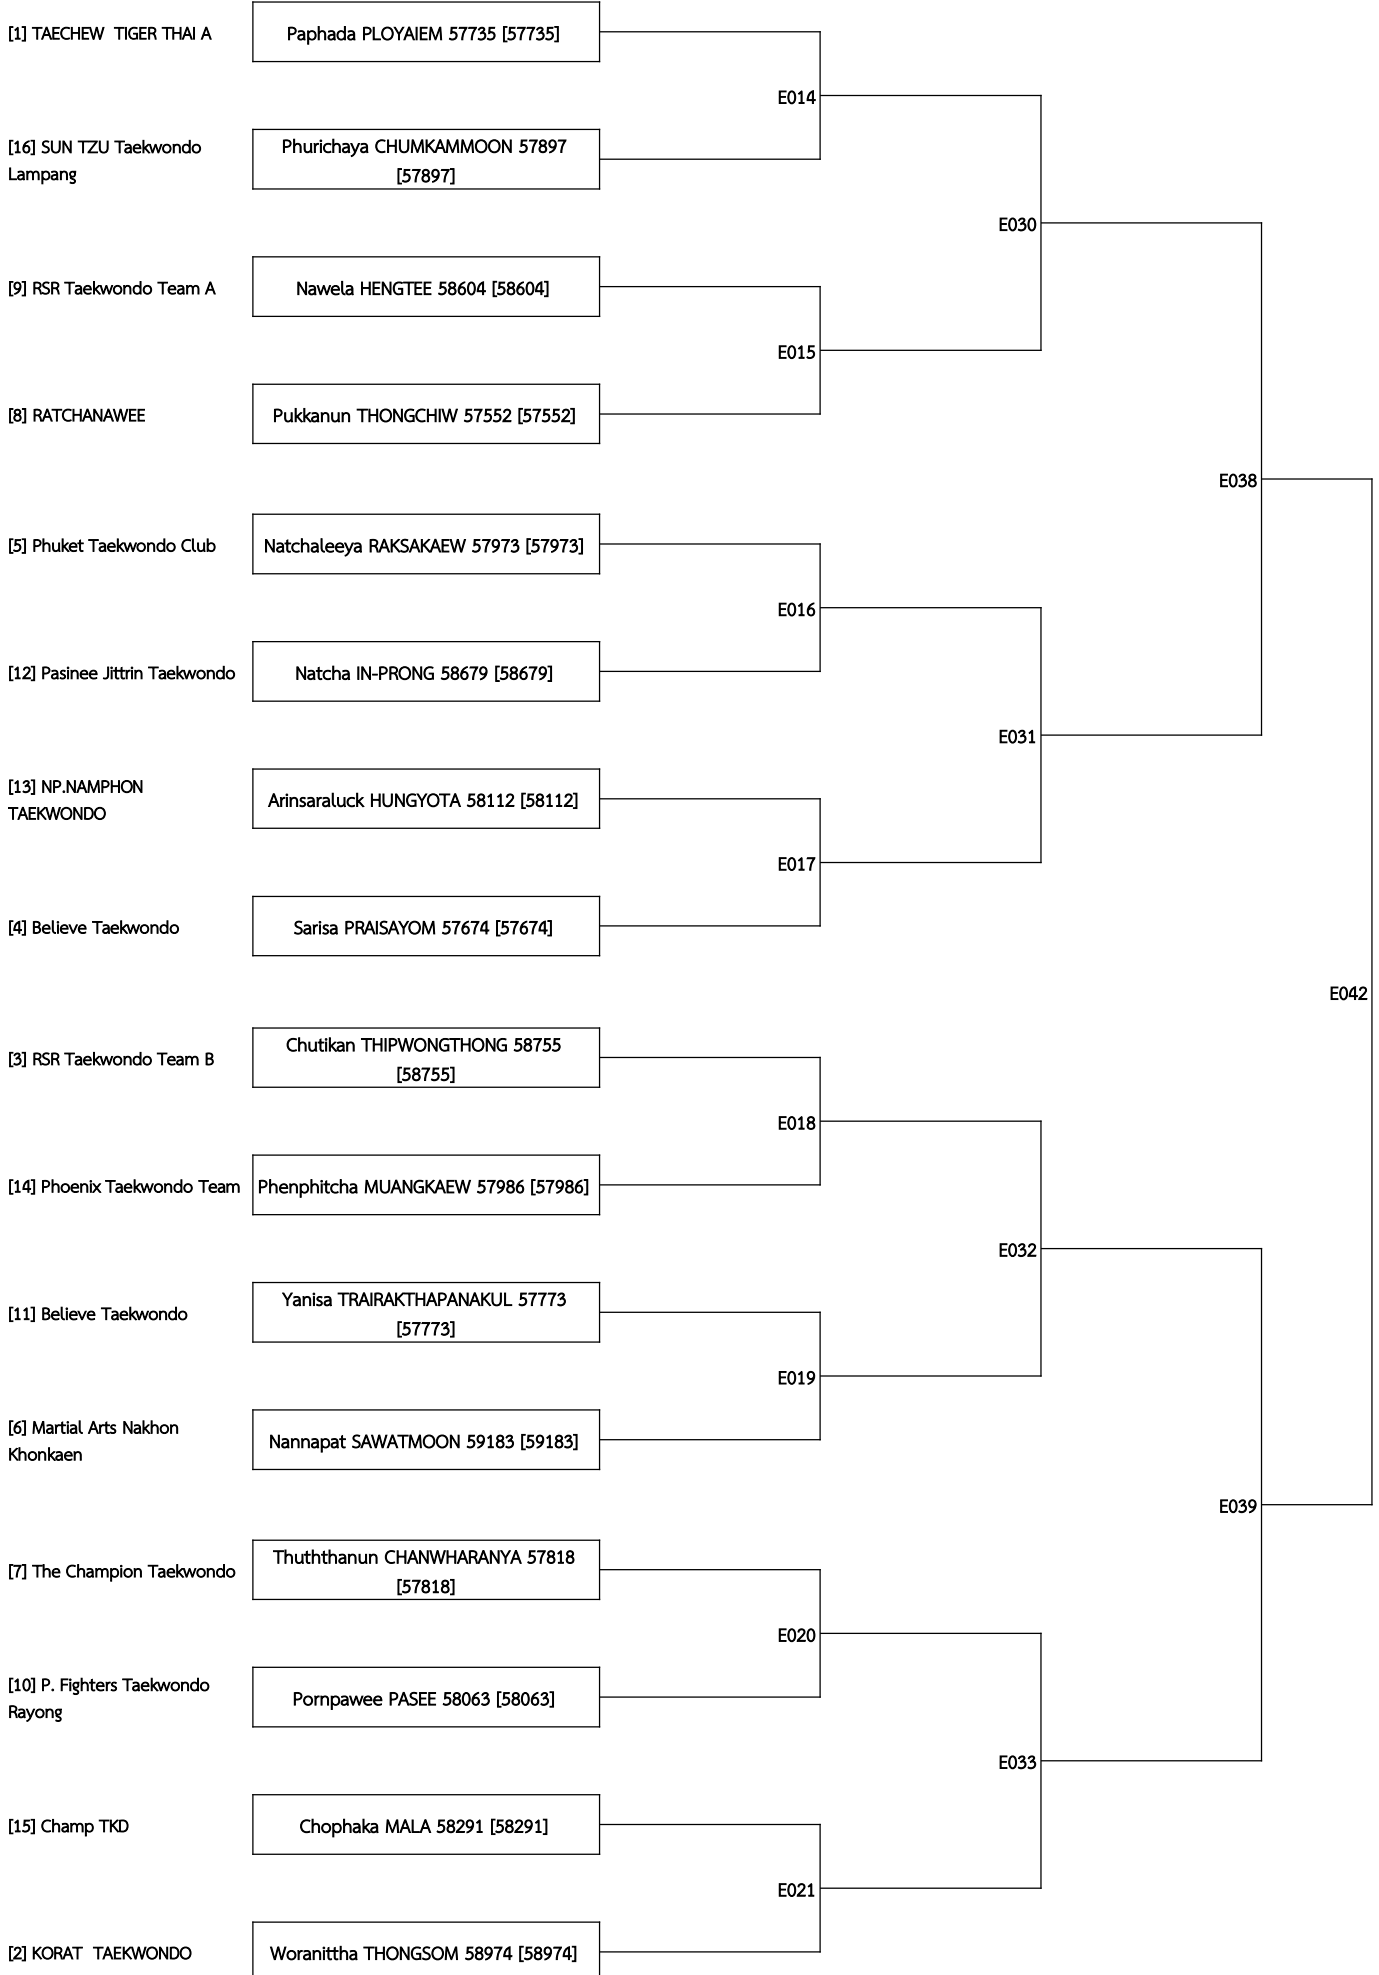 [1] TAECHEW  TIGER THAI A
Paphada PLOYAIEM 57735 [57735]
E014
[16] SUN TZU Taekwondo
Lampang
Phurichaya CHUMKAMMOON 57897
[57897]
E030
[9] RSR Taekwondo Team A
Nawela HENGTEE 58604 [58604]
E015
[8] RATCHANAWEE
Pukkanun THONGCHIW 57552 [57552]
E038
[5] Phuket Taekwondo Club
Natchaleeya RAKSAKAEW 57973 [57973]
E016
[12] Pasinee Jittrin Taekwondo
Natcha IN-PRONG 58679 [58679]
E031
[13] NP.NAMPHON
TAEKWONDO
Arinsaraluck HUNGYOTA 58112 [58112]
E017
[4] Believe Taekwondo
Sarisa PRAISAYOM 57674 [57674]
E042
[3] RSR Taekwondo Team B
Chutikan THIPWONGTHONG 58755
[58755]
E018
[14] Phoenix Taekwondo Team
Phenphitcha MUANGKAEW 57986 [57986]
E032
[11] Believe Taekwondo
Yanisa TRAIRAKTHAPANAKUL 57773
[57773]
E019
[6] Martial Arts Nakhon
Khonkaen
Nannapat SAWATMOON 59183 [59183]
E039
[7] The Champion Taekwondo
Thuththanun CHANWHARANYA 57818
[57818]
E020
[10] P. Fighters Taekwondo
Rayong
Pornpawee PASEE 58063 [58063]
E033
[15] Champ TKD
Chophaka MALA 58291 [58291]
E021
[2] KORAT  TAEKWONDO
Woranittha THONGSOM 58974 [58974]